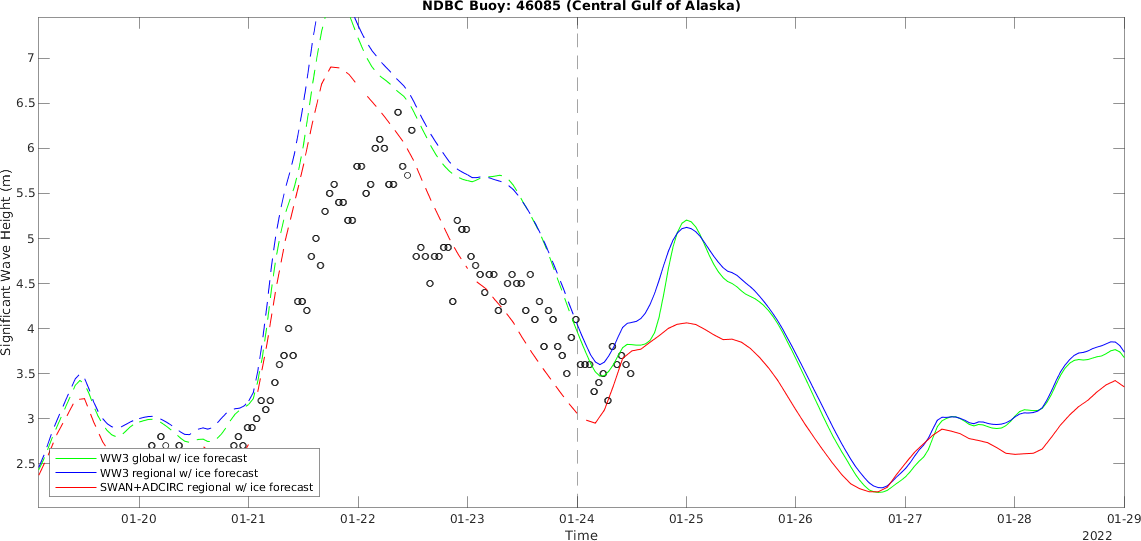 NDBC Buoy: 46085 (Central Gulf of Alaska)
Significant Wave Height (m)
7
6.5
6
5.5
5
4.5
4
3.5
3
2.5
WW3 global w/ ice forecast
WW3 regional w/ ice forecast
SWAN+ADCIRC regional w/ ice forecast
01-20 01-21 01-22 01-23 01-24 01-25 01-26 01-27 01-28 01-29
Time
2022